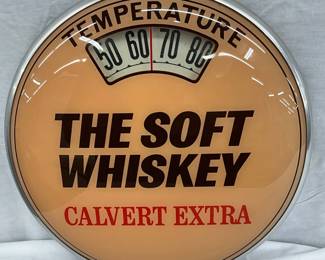 TEMPERATURE
50 60 70 80
THE SOFT
WHISKEY
CALVERT EXTRA